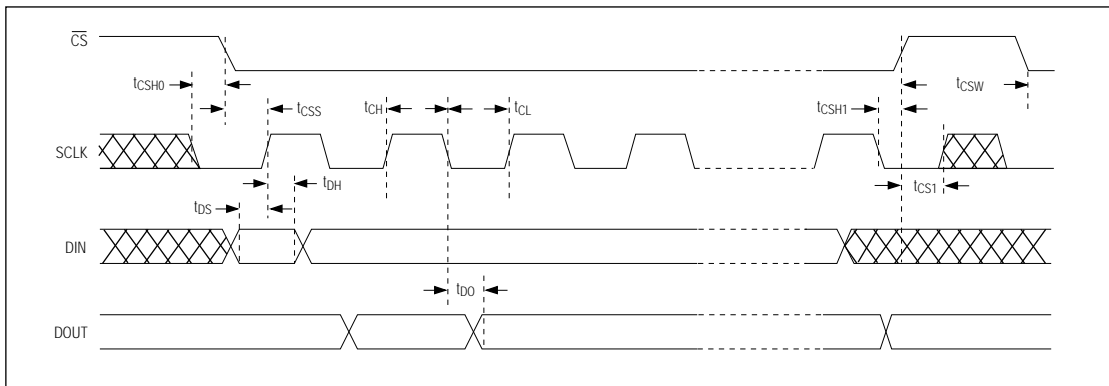 CS
tCSH0
tCSS
tCH
tCL
tCSH1
tCSW
SCLK
tDH
tCS1
tDS
DIN
tDO
DOUT